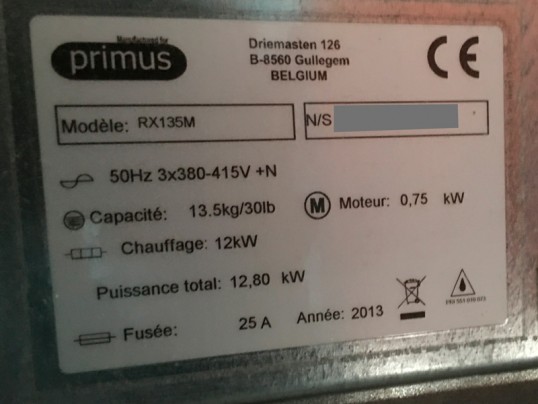 Manufactured for
primus
Driemasten 126
B-8560 Gullegem
BELGIUM
CE
Modèle: RX135M
N/S
50Hz 3x380-415V +N
Capacité: 13.5kg/30lb
M Moteur: 0,75 kW
Chauffage: 12kW
Puissance total: 12,80 kW
Fusée: 25 A
Année: 2013